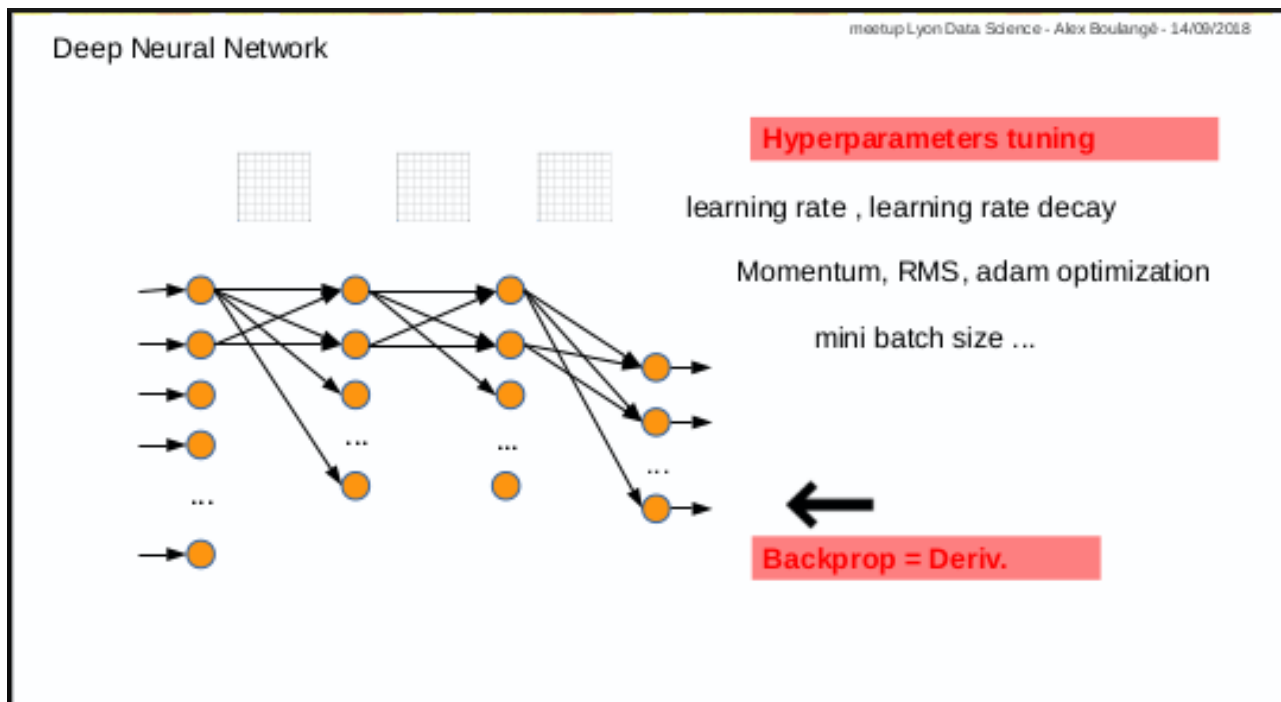 meetup Lyon Data Science - Alex Boulangé - 14/09/2018
Deep Neural Network
Hyperparameters tuning
learning rate , learning rate decay
Momentum, RMS, adam optimization
mini batch size ...
...
...
...
...
Backprop = Deriv.